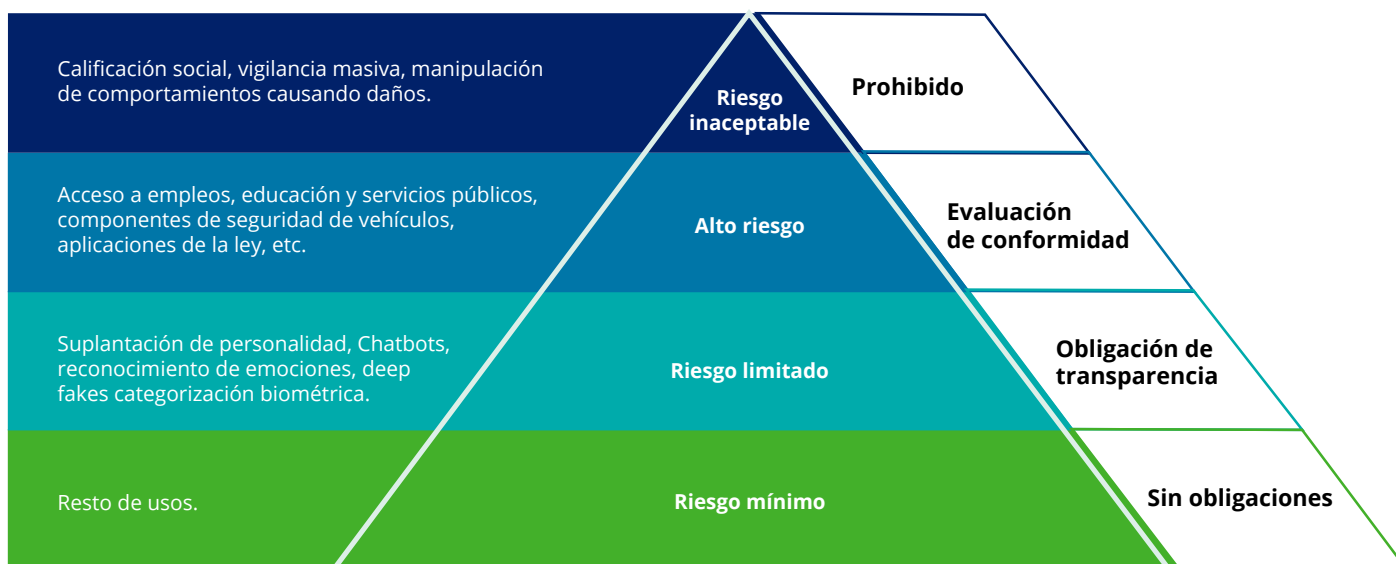 Calificación social, vigilancia masiva, manipulación
de comportamientos causando daños.
Riesgo
inaceptable
Prohibido
Acceso a empleos, educación y servicios públicos,
componentes de seguridad de vehículos,
aplicaciones de la ley, etc.
Alto riesgo
Evaluación
de conformidad
Suplantación de personalidad, Chatbots,
reconocimiento de emociones, deep
fakes categorización biométrica.
Riesgo limitado
Obligación de
transparencia
Resto de usos.
Riesgo mínimo
Sin obligaciones